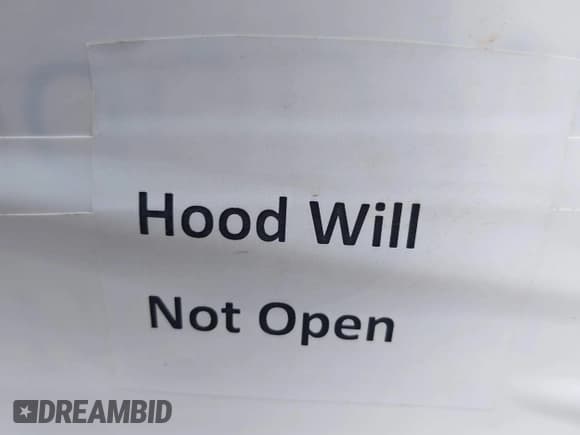 Hood Will
Not Open
DREAMBID